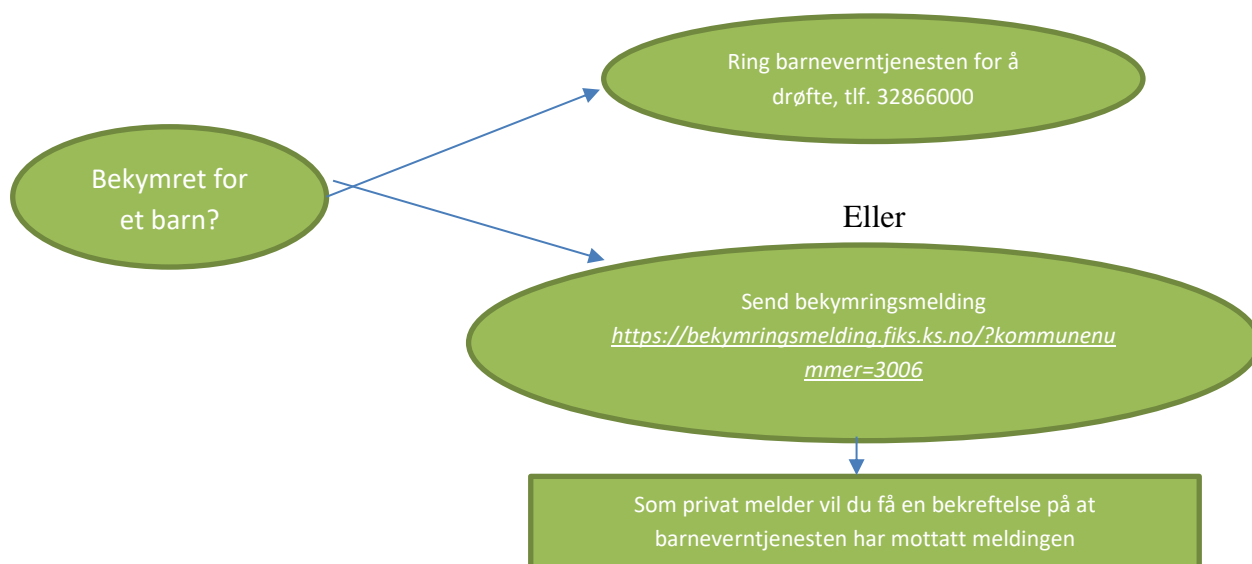 Bekymret for
et barn?
Ring barneverntjenesten for å
drøfte, tlf. 32866000
Eller
Send bekymringsmelding
https://bekymringsmelding.fiks.ks.no/?kommunenu
mmer=3006
Som privat melder vil du få en bekreftelse på at
barneverntjenesten har mottatt meldingen